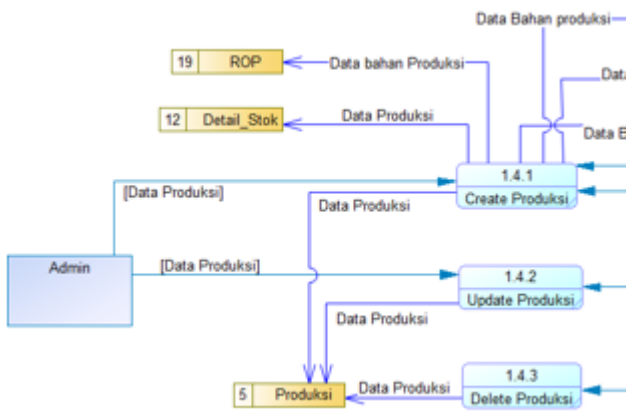 Data Bahan produksi
19 ROP
Data bahan Produksi
12 Detail_Stok
Data Produksi
1.4.1
Create Produksi
[Data Produksi]
Data Produksi
Admin
[Data Produksi]
1.4.2
Update Produksi
Data Produksi
1.4.3
Delete Produksi
5 Produksi
Data Produksi